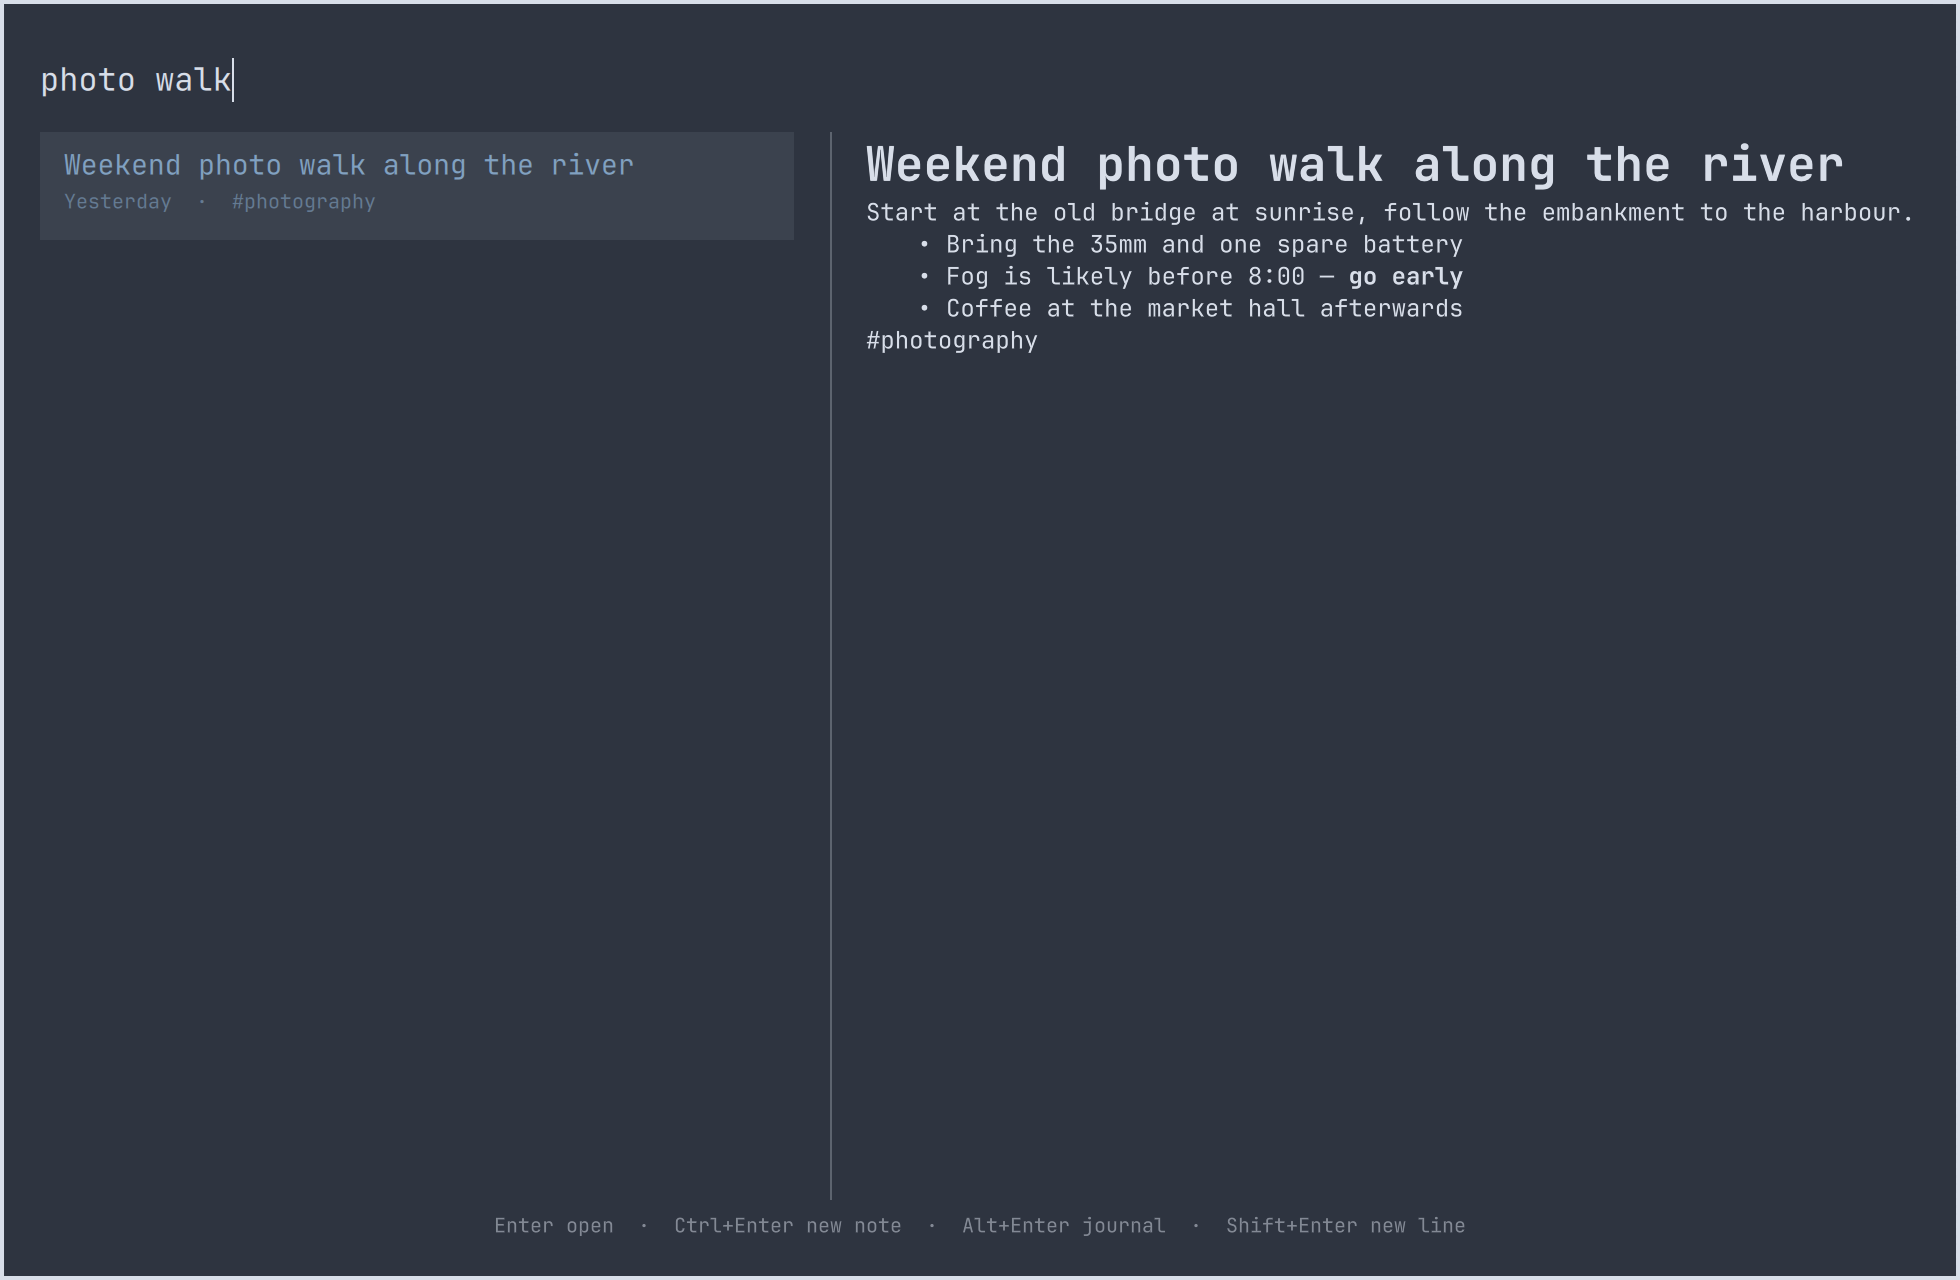 photo walk
Weekend photo walk along the river
Yesterday · #photography
Weekend photo walk along the river
Start at the old bridge at sunrise, follow the embankment to the harbour.
• Bring the 35mm and one spare battery
• Fog is likely before 8:00 — go early
• Coffee at the market hall afterwards
#photography
Enter open · Ctrl+Enter new note · Alt+Enter journal · Shift+Enter new line